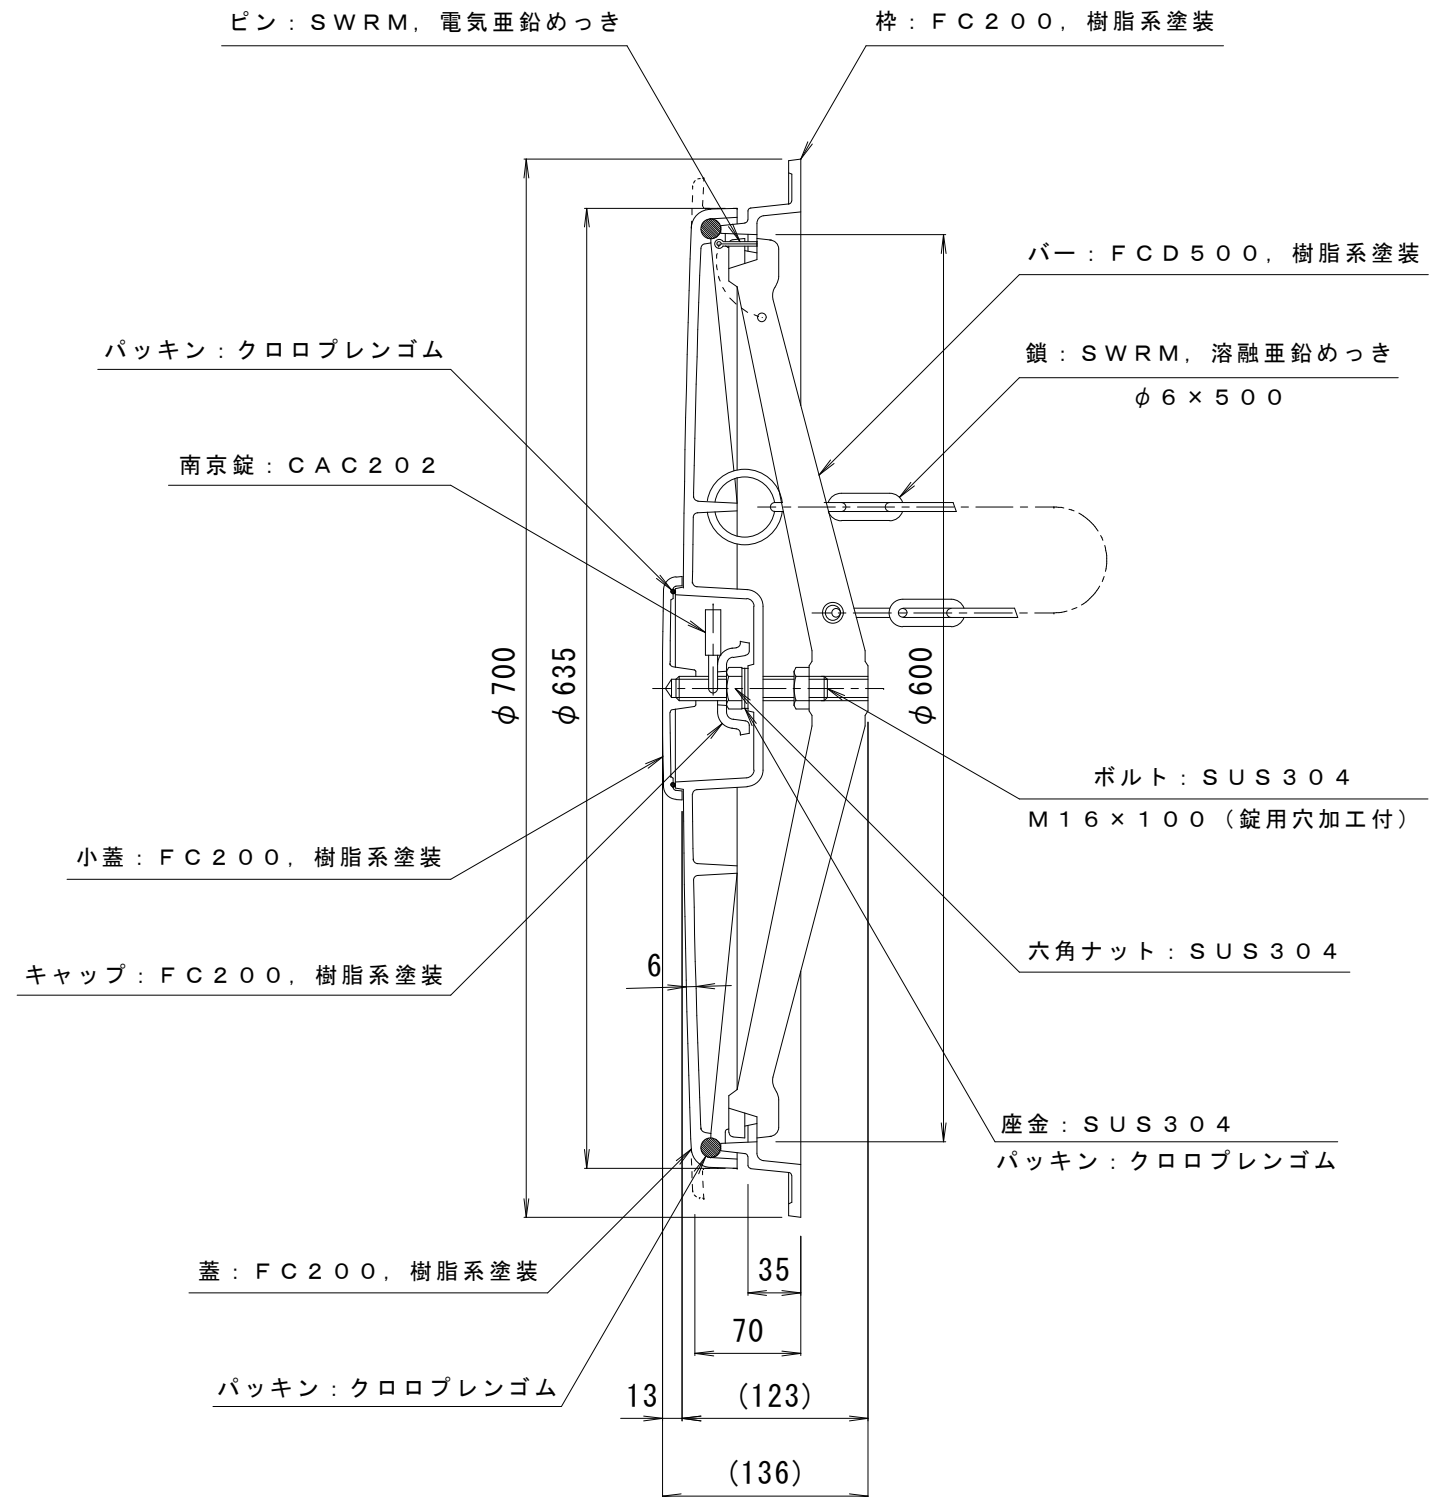 ピン：ＳＷＲＭ，電気亜鉛めっき
枠：ＦＣ２００，樹脂系塗装
バー：ＦＣＤ５００，樹脂系塗装
パッキン：クロロプレンゴム
鎖：ＳＷＲＭ，溶融亜鉛めっき
φ６×５００
南京錠：ＣＡＣ２０２
φ700
φ635
φ600
ボルト：ＳＵＳ３０４
Ｍ１６×１００（錠用穴加工付）
小蓋：ＦＣ２００，樹脂系塗装
六角ナット：ＳＵＳ３０４
キャップ：ＦＣ２００，樹脂系塗装
6
座金：ＳＵＳ３０４
パッキン：クロロプレンゴム
蓋：ＦＣ２００，樹脂系塗装
35
70
パッキン：クロロプレンゴム
13
(123)
(136)